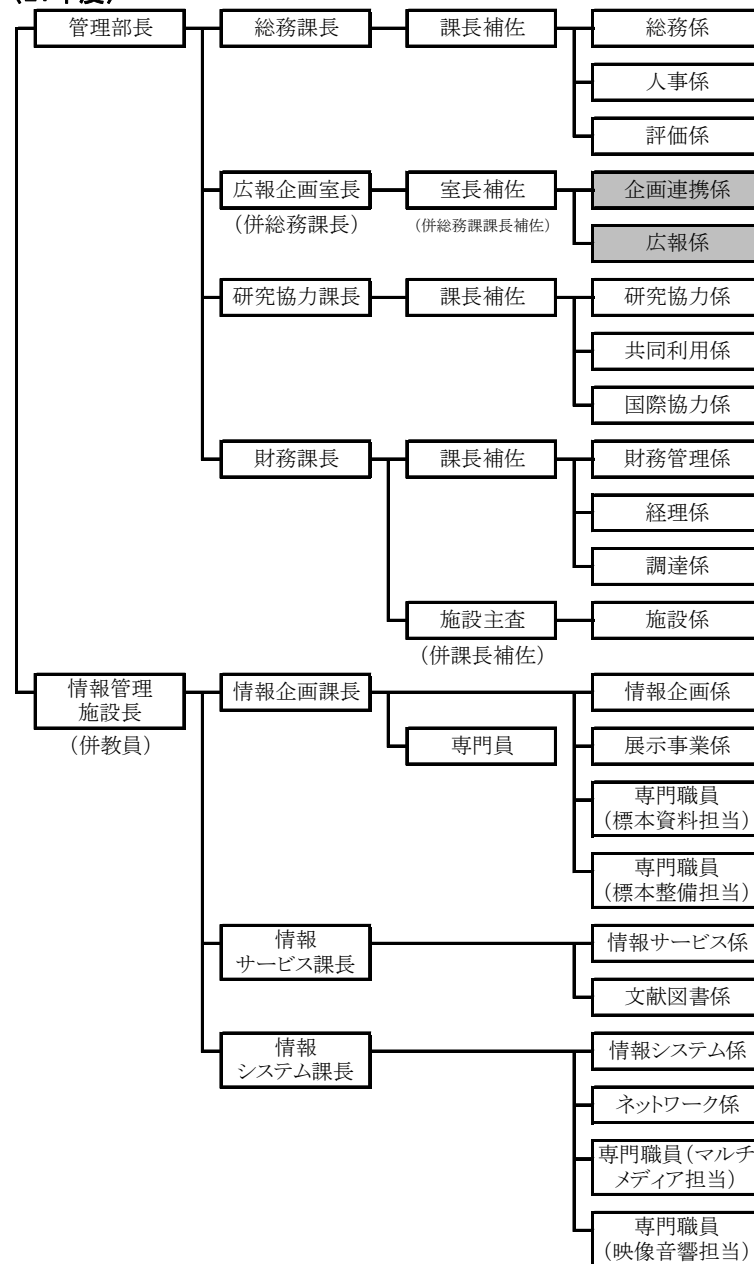 管理部長
総務課長
課長補佐
総務係
人事係
評価係
広報企画室長
(併総務課長)
室長補佐
(併総務課課長補佐)
企画連携係
広報係
研究協力課長
課長補佐
研究協力係
共同利用係
国際協力係
財務課長
課長補佐
財務管理係
経理係
調達係
施設主査
(併課長補佐)
施設係
情報管理
施設長
(併教員)
情報企画課長
専門員
情報企画係
展示事業係
専門職員
(標本資料担当)
専門職員
(標本整備担当)
情報
サービス課長
情報サービス係
文献図書係
情報
システム課長
情報システム係
ネットワーク係
専門職員(マルチ
メディア担当)
専門職員
(映像音響担当)